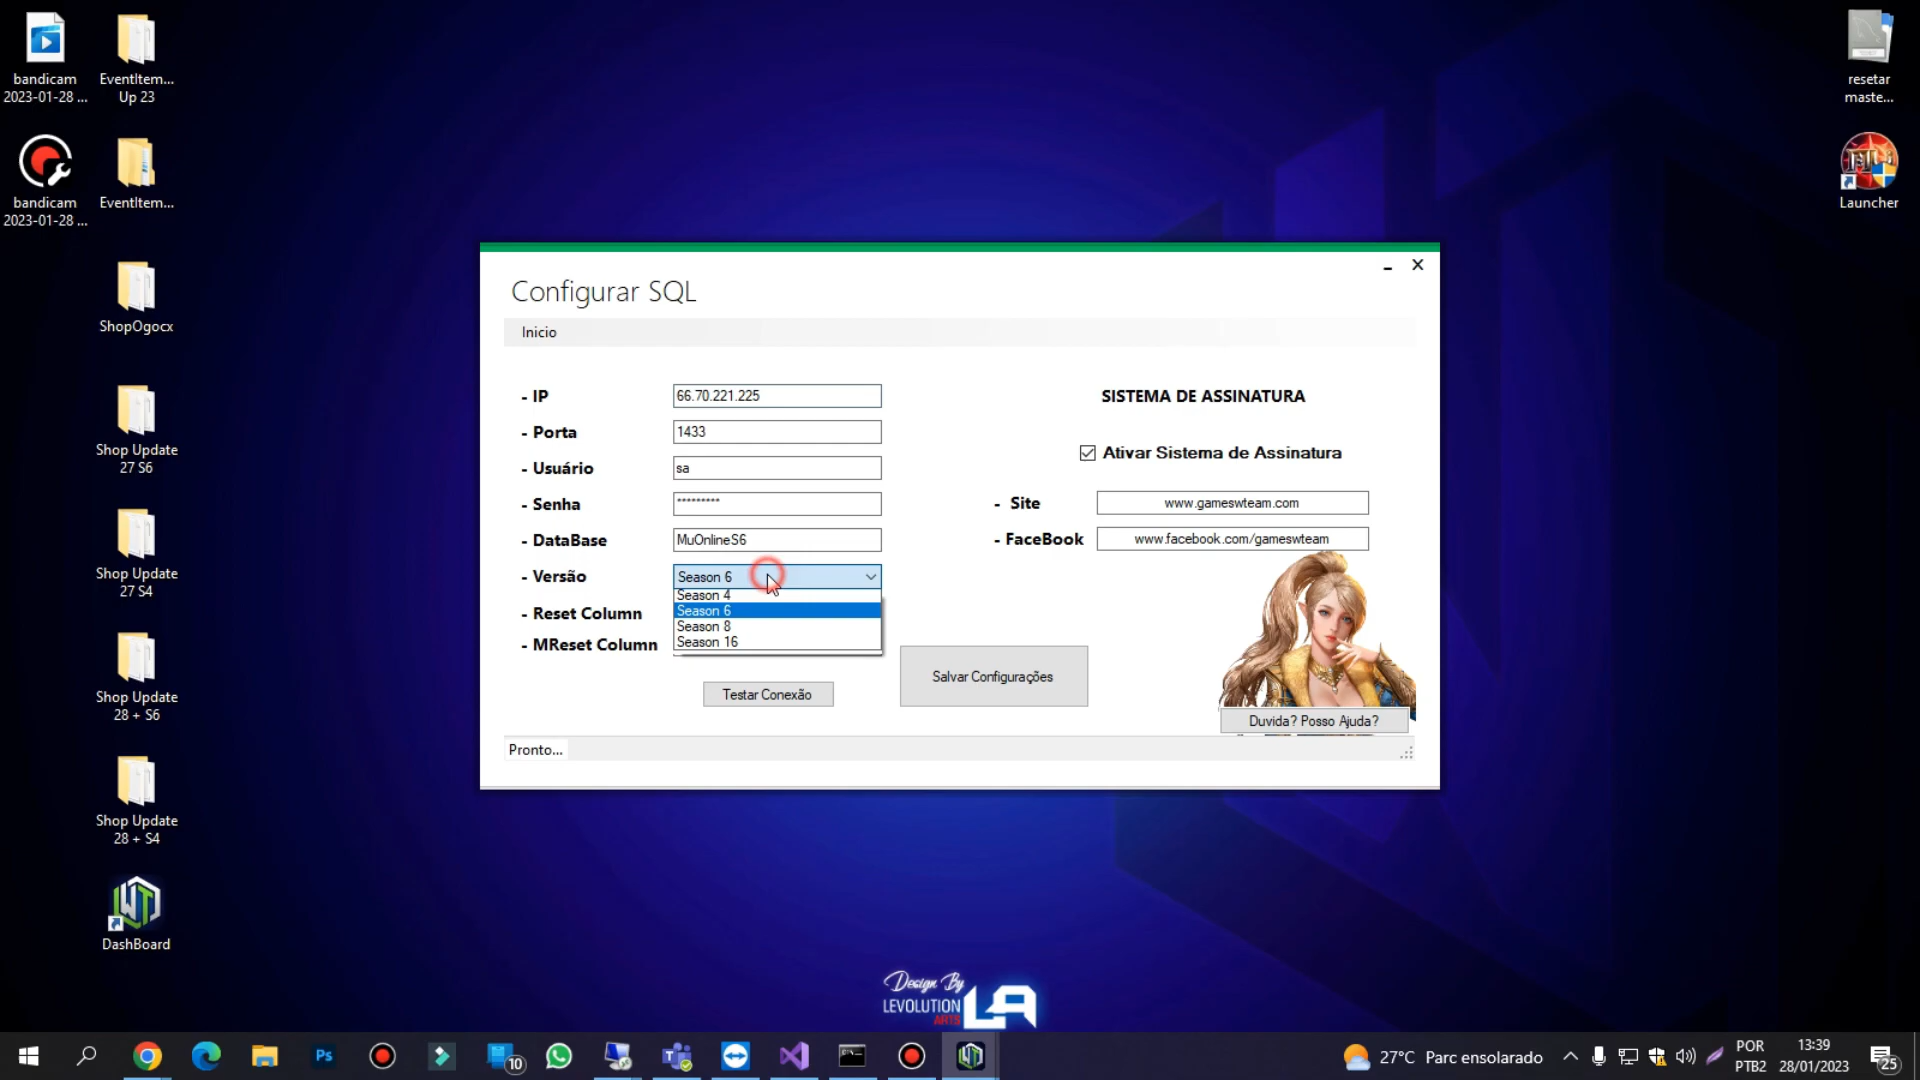 bandicam
2023-01-28 ...
EventItem...
Up 23
bandicam
2023-01-28 ...
EventItem...
ShopOgocx
Shop Update
27 S6
Shop Update
27 S4
Shop Update
28 + S6
Shop Update
28 + S4
DashBoard
resetar
maste...
Launcher
Configurar SQL
Inicio
- IP
66.70.221.225
- Porta
1433
- Usuário
sa
- Senha
*********
- DataBase
MuOnlineS6
- Versão
Season 6
Season 4
Season 6
Season 8
Season 16
- Reset Column
- MReset Column
Testar Conexão
Salvar Configurações
SISTEMA DE ASSINATURA
Ativar Sistema de Assinatura
- Site
www.gameswteam.com
- FaceBook
www.facebook.com/gameswteam
Duvida? Posso Ajuda?
Pronto...
Design By
LEVOLUTION
ARTS
LA
Ps
10
27°C Parc ensolarado
POR
PTB2
13:39
28/01/2023
25